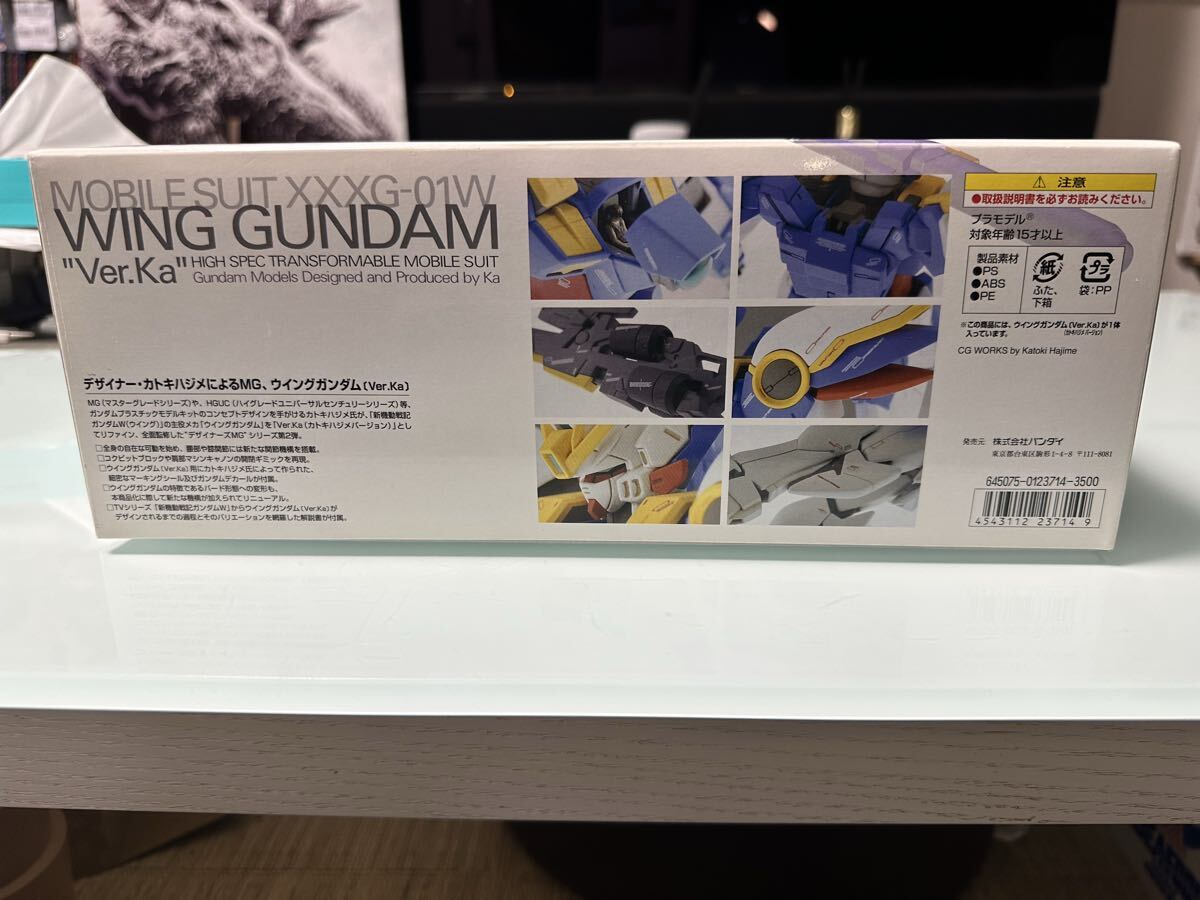 MOBILE SUIT XXXG-01W
WING GUNDAM
"Ver.Ka" HIGH SPEC TRANSFORMABLE MOBILE SUIT
Gundam Models Designed and Produced by Ka
デザイナー・カトキハジメによるMG、ウイングガンダム(Ver.Ka)
MG(マスターグレードシリーズ)や、HGUC(ハイグレードユニバーサルセンチュリーシリーズ)等、
ガンダムプラスチックモデルキットのコンセプトデザインを手がけるカトキハジメ氏が、「新機動戦記
ガンダムW(ウイング)」の主役メカ「ウイングガンダム」を「Ver.Ka(カトキハジメバージョン)」とし
てリファイン、全面監修した"デザイナーズMG"シリーズ第2弾。
□全身の自在な可動を始め、腰部や膝関節には新たな関節機構を搭載。
□コクピットブロックや肩部マシンキャノンの開閉ギミックを再現。
□ウイングガンダム(Ver.Ka)用にカトキハジメ氏によって作られた、
細密なマーキングシール及びガンダムデカールが付属。
□ウイングガンダムの特徴であるバード形態への変形も、
本商品化に際して新たな機構が加えられてリニューアル。
□TVシリーズ「新機動戦記ガンダムW」からウイングガンダム(Ver.Ka)が
デザインされるまでの過程とそのバリエーションを網羅した解説書が付属。
⚠ 注意
●取扱説明書を必ずお読みください。
プラモデル®
対象年齢15才以上
製品素材
●PS
●ABS
●PE
紙
ふた、
下箱
プラ
袋:PP
※この商品には、ウイングガンダム(Ver.Ka)が1体
(カトキハジメバージョン)
入っています。
CG WORKS by Katoki Hajime
発売元 株式会社バンダイ
東京都台東区駒形1-4-8 〒111-8081
645075-0123714-3500
4543112 237149